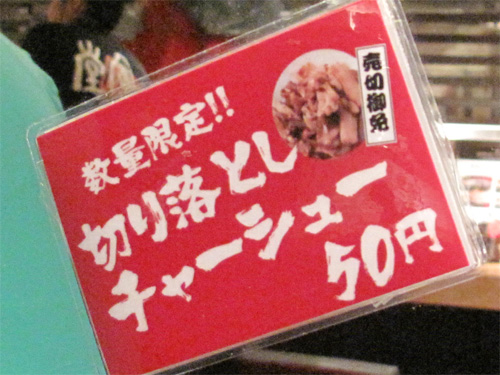 数量限定!!
売切御免
切り落とし
チャーシュー
50円